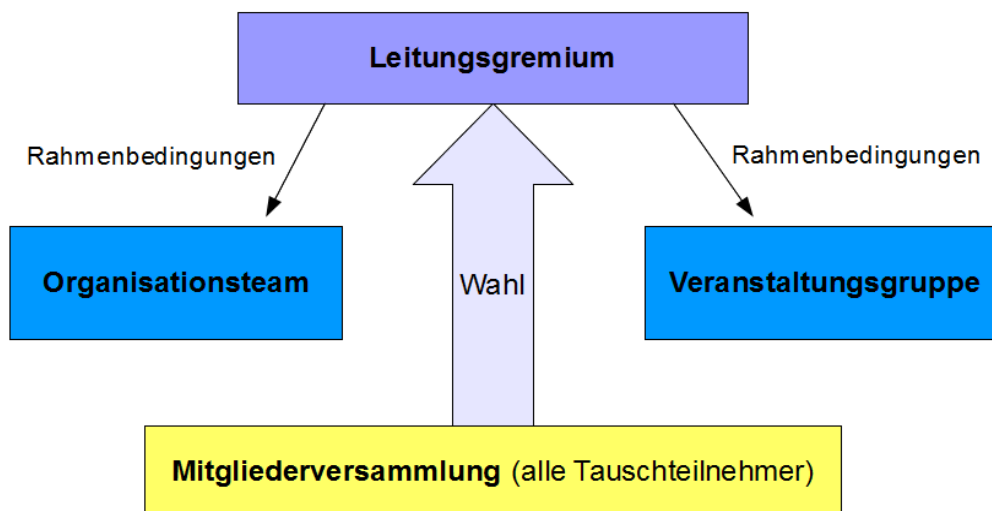 Leitungsgremium
Rahmenbedingungen
Rahmenbedingungen
Organisationsteam
Wahl
Veranstaltungsgruppe
Mitgliederversammlung (alle Tauschteilnehmer)